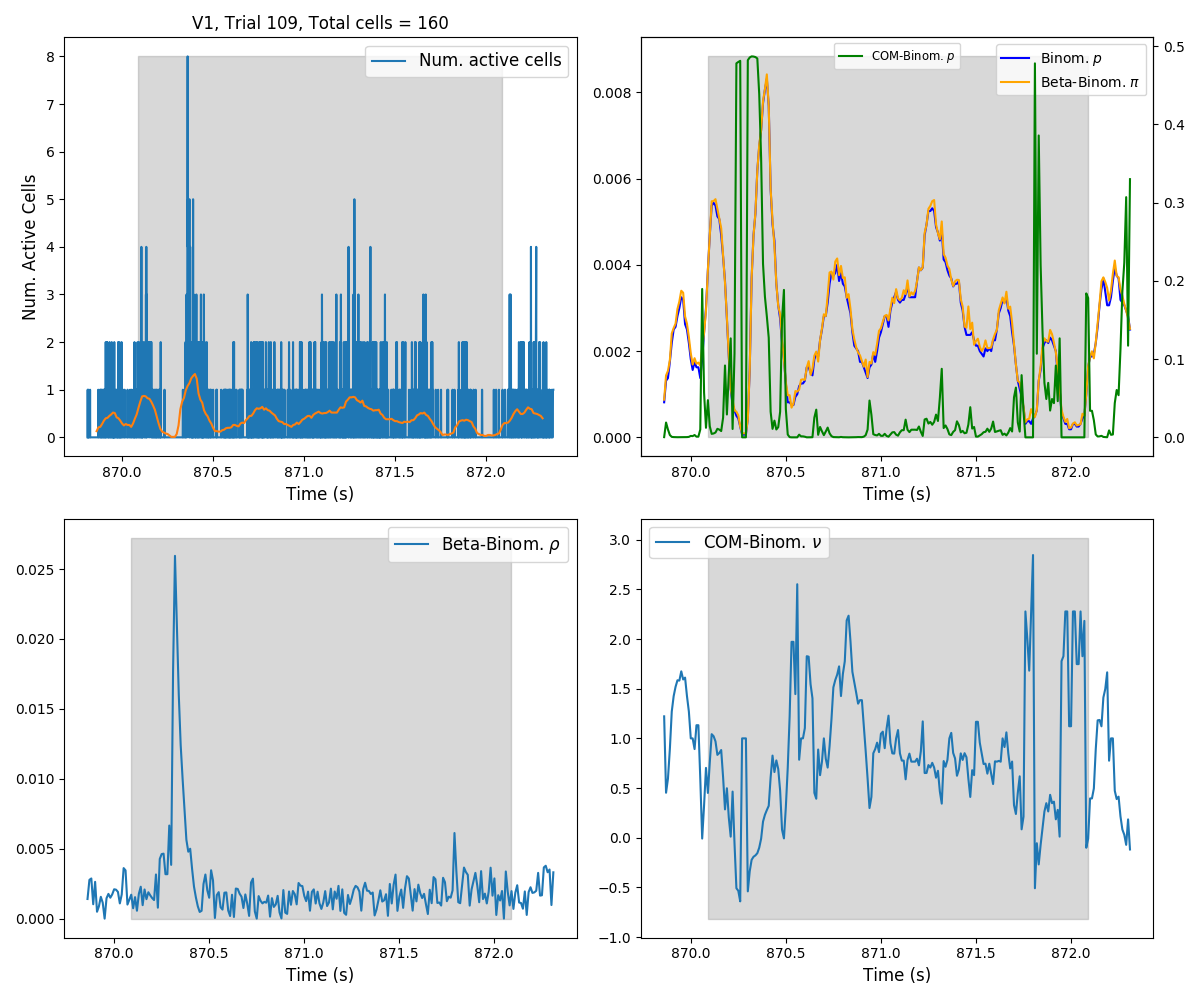 V1, Trial 109, Total cells = 160
Num. active cells
8
7
6
5
4
3
2
1
0
Num. Active Cells
870.0 870.5 871.0 871.5 872.0
Time (s)
COM-Binom. p
Binom. p
Beta-Binom. π
0.008
0.006
0.004
0.002
0.000
0.5
0.4
0.3
0.2
0.1
0.0
870.0 870.5 871.0 871.5 872.0
Time (s)
Beta-Binom. ρ
0.025
0.020
0.015
0.010
0.005
0.000
870.0 870.5 871.0 871.5 872.0
Time (s)
COM-Binom. ν
3.0
2.5
2.0
1.5
1.0
0.5
0.0
−0.5
−1.0
870.0 870.5 871.0 871.5 872.0
Time (s)